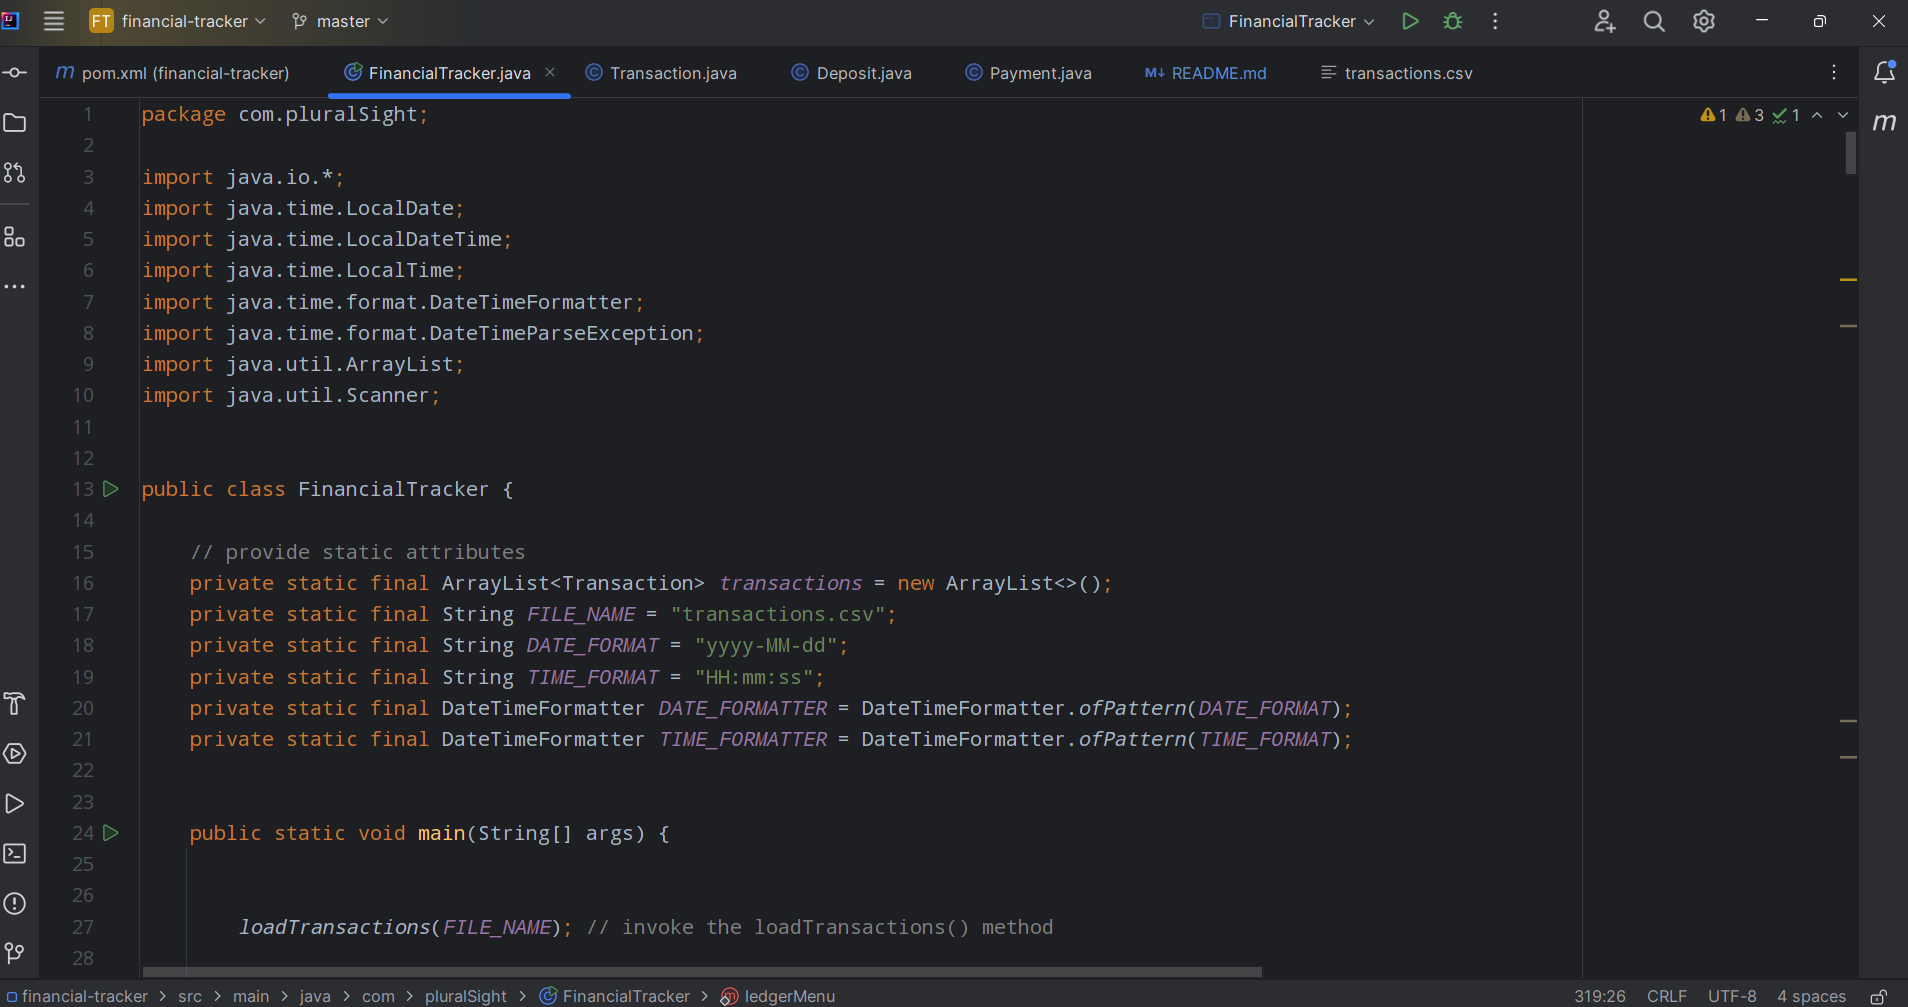 FT financial-tracker master FinancialTracker
pom.xml (financial-tracker) FinancialTracker.java Transaction.java Deposit.java Payment.java README.md transactions.csv
1 package com.pluralSight;
2
3 import java.io.*;
4 import java.time.LocalDate;
5 import java.time.LocalDateTime;
6 import java.time.LocalTime;
7 import java.time.format.DateTimeFormatter;
8 import java.time.format.DateTimeParseException;
9 import java.util.ArrayList;
10 import java.util.Scanner;
11
12
13 public class FinancialTracker {
14
15 // provide static attributes
16 private static final ArrayList<Transaction> transactions = new ArrayList<>();
17 private static final String FILE_NAME = "transactions.csv";
18 private static final String DATE_FORMAT = "yyyy-MM-dd";
19 private static final String TIME_FORMAT = "HH:mm:ss";
20 private static final DateTimeFormatter DATE_FORMATTER = DateTimeFormatter.ofPattern(DATE_FORMAT);
21 private static final DateTimeFormatter TIME_FORMATTER = DateTimeFormatter.ofPattern(TIME_FORMAT);
22
23
24 public static void main(String[] args) {
25
26
27 loadTransactions(FILE_NAME); // invoke the loadTransactions() method
28
1 3 1
financial-tracker > src > main > java > com > pluralSight > FinancialTracker > ledgerMenu 319:26 CRLF UTF-8 4 spaces